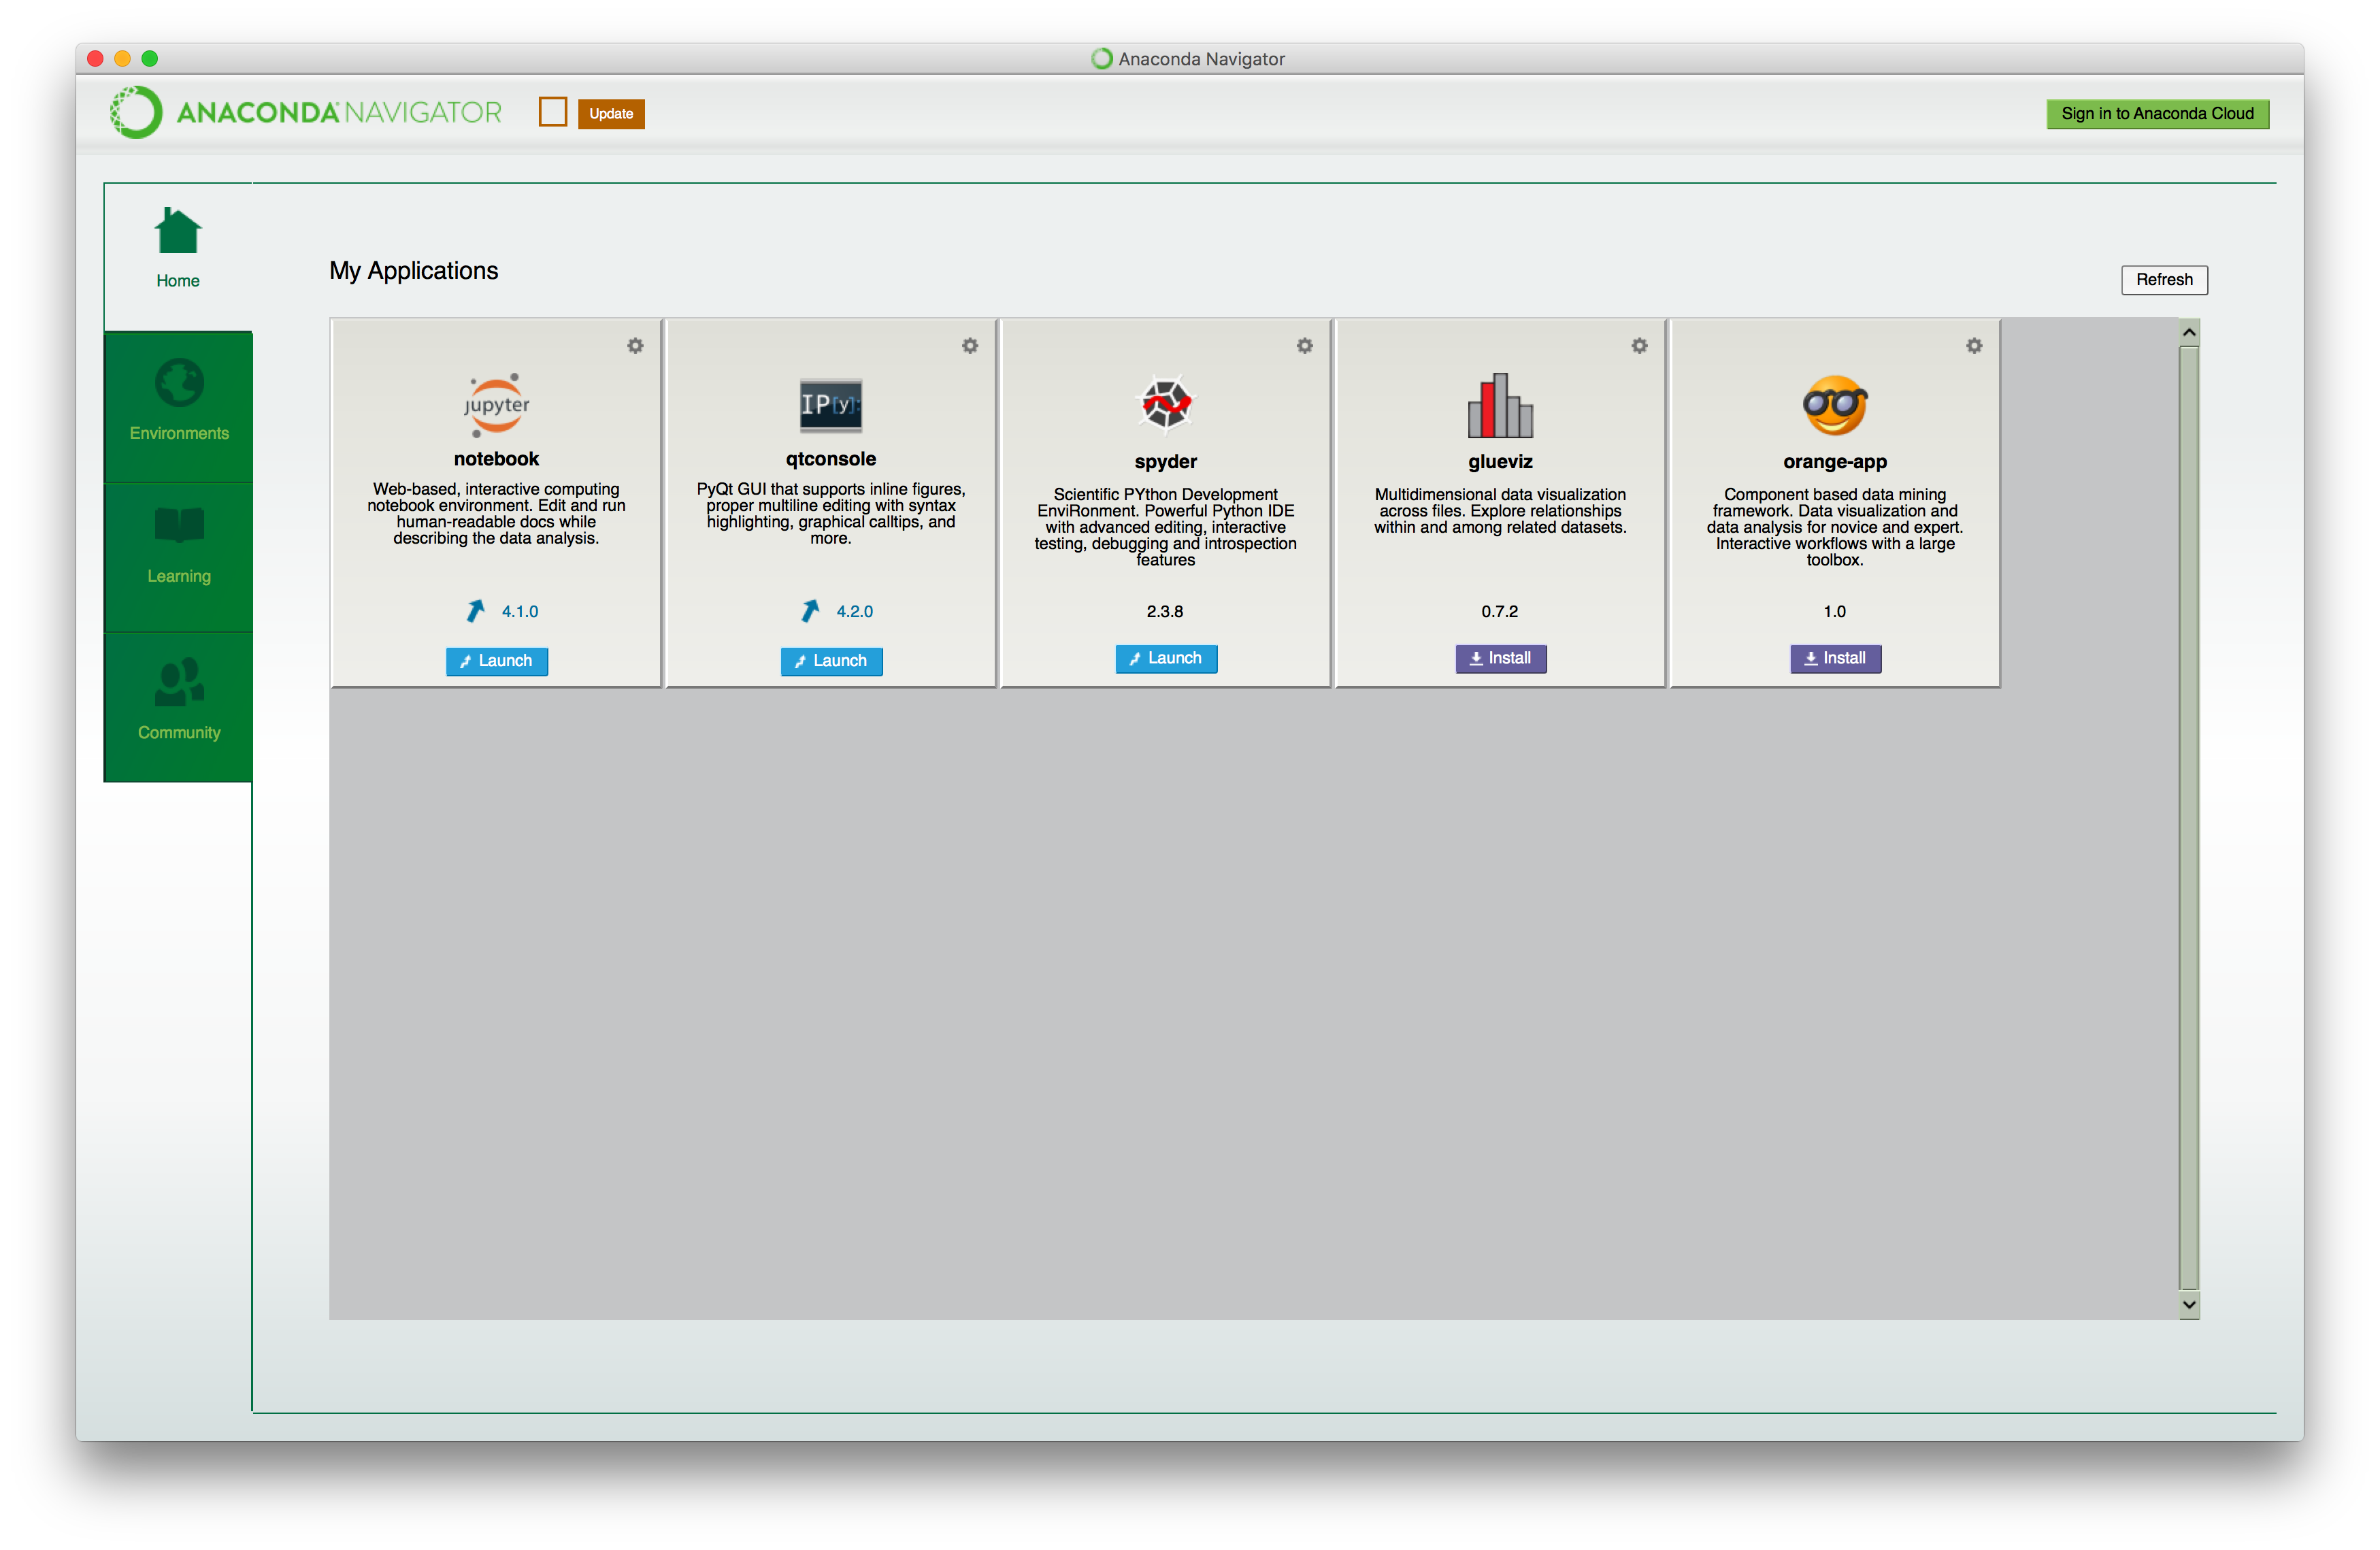 Anaconda Navigator
ANACONDA NAVIGATOR
Update
Sign in to Anaconda Cloud
Home
Environments
Learning
Community
My Applications
Refresh
jupyter
notebook
Web-based, interactive computing
notebook environment. Edit and run
human-readable docs while
describing the data analysis.
4.1.0
Launch
IP[y]:
qtconsole
PyQt GUI that supports inline figures,
proper multiline editing with syntax
highlighting, graphical calltips, and
more.
4.2.0
Launch
spyder
Scientific PYthon Development
EnviRonment. Powerful Python IDE
with advanced editing, interactive
testing, debugging and introspection
features
2.3.8
Launch
glueviz
Multidimensional data visualization
across files. Explore relationships
within and among related datasets.
0.7.2
Install
orange-app
Component based data mining
framework. Data visualization and
data analysis for novice and expert.
Interactive workflows with a large
toolbox.
1.0
Install